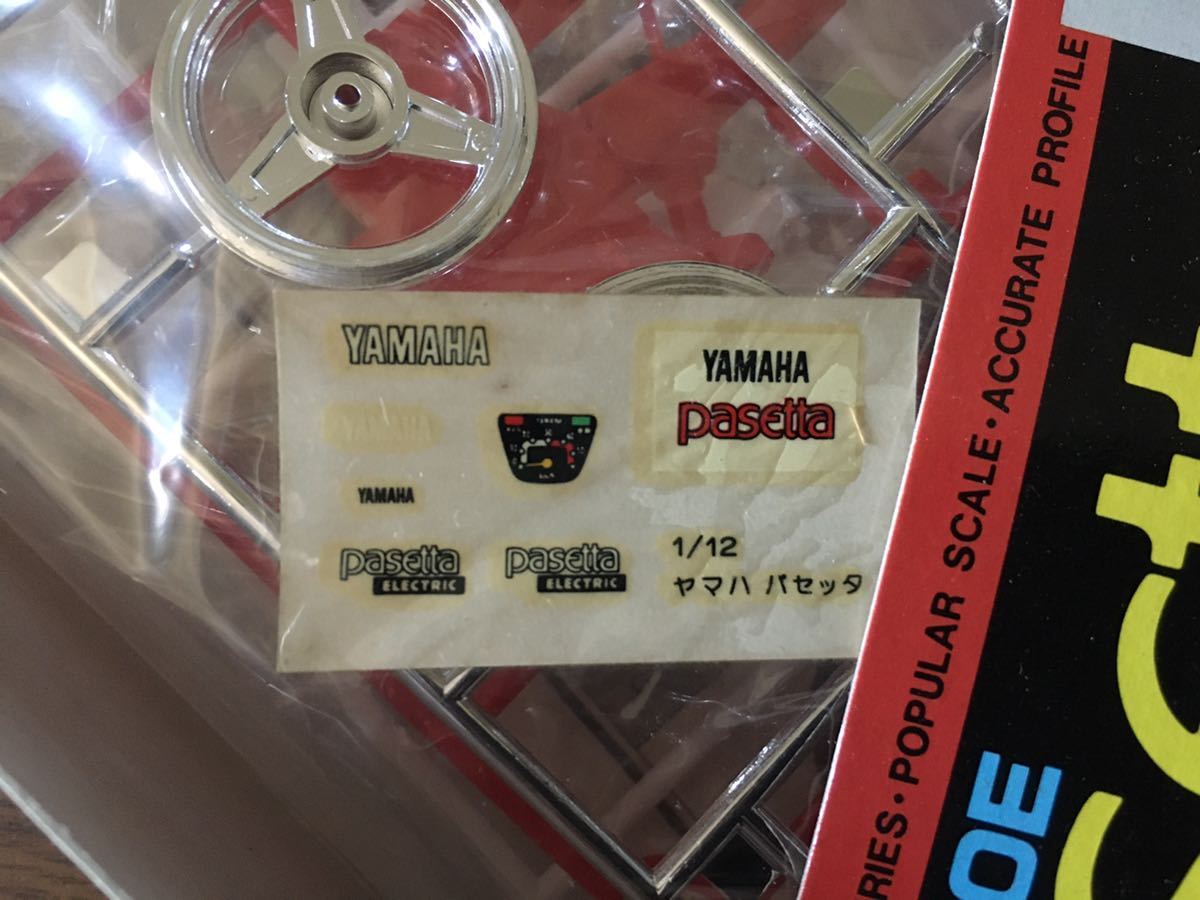 YAMAHA
YAMAHA
pasetta
YAMAHA
YAMAHA
pasetta
ELECTRIC
pasetta
ELECTRIC
1/12
ヤマハ パセッタ
RIES・POPULAR SCALE・ACCURATE PROFILE
OE